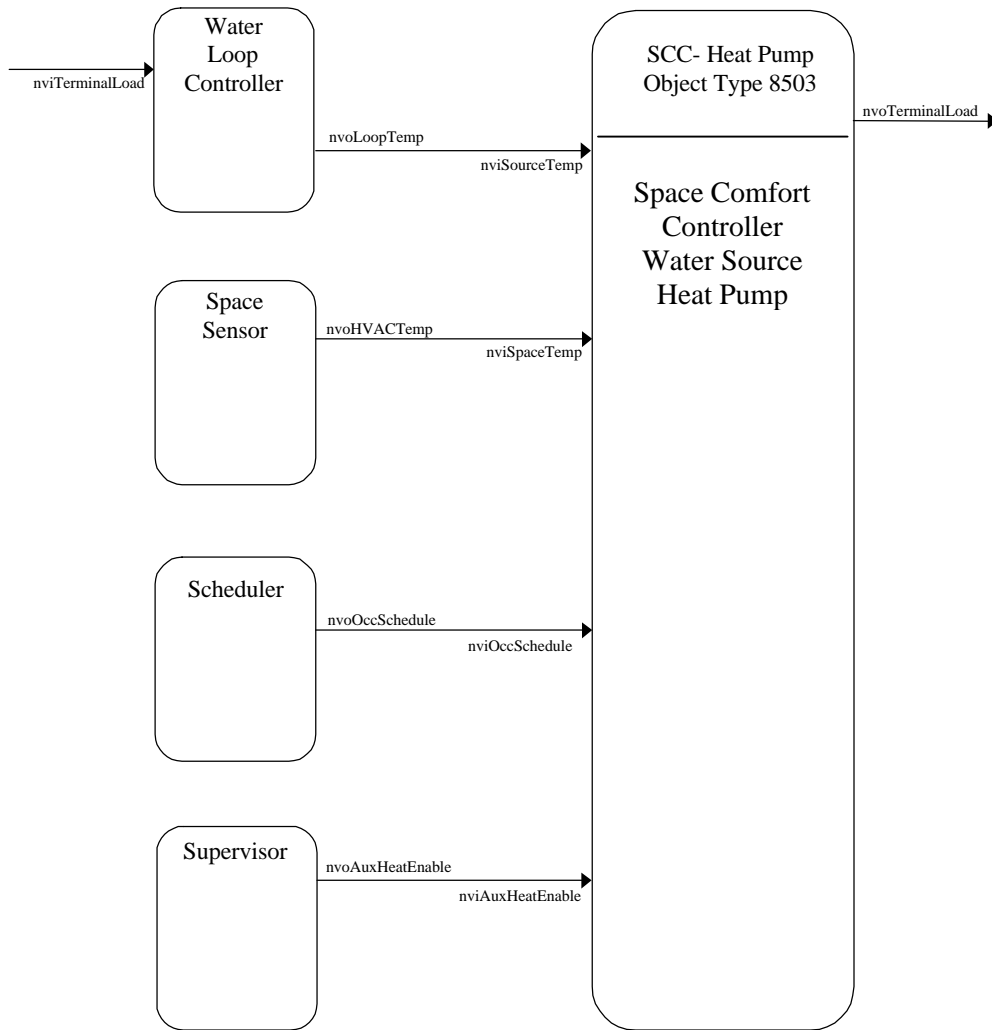 Water
Loop
Controller
nviTerminalLoad
nvoLoopTemp
nviSourceTemp
SCC- Heat Pump
Object Type 8503
nvoTerminalLoad
Space Comfort
Controller
Water Source
Heat Pump
Space
Sensor
nvoHVACTemp
nviSpaceTemp
Scheduler
nvoOccSchedule
nviOccSchedule
Supervisor
nvoAuxHeatEnable
nviAuxHeatEnable